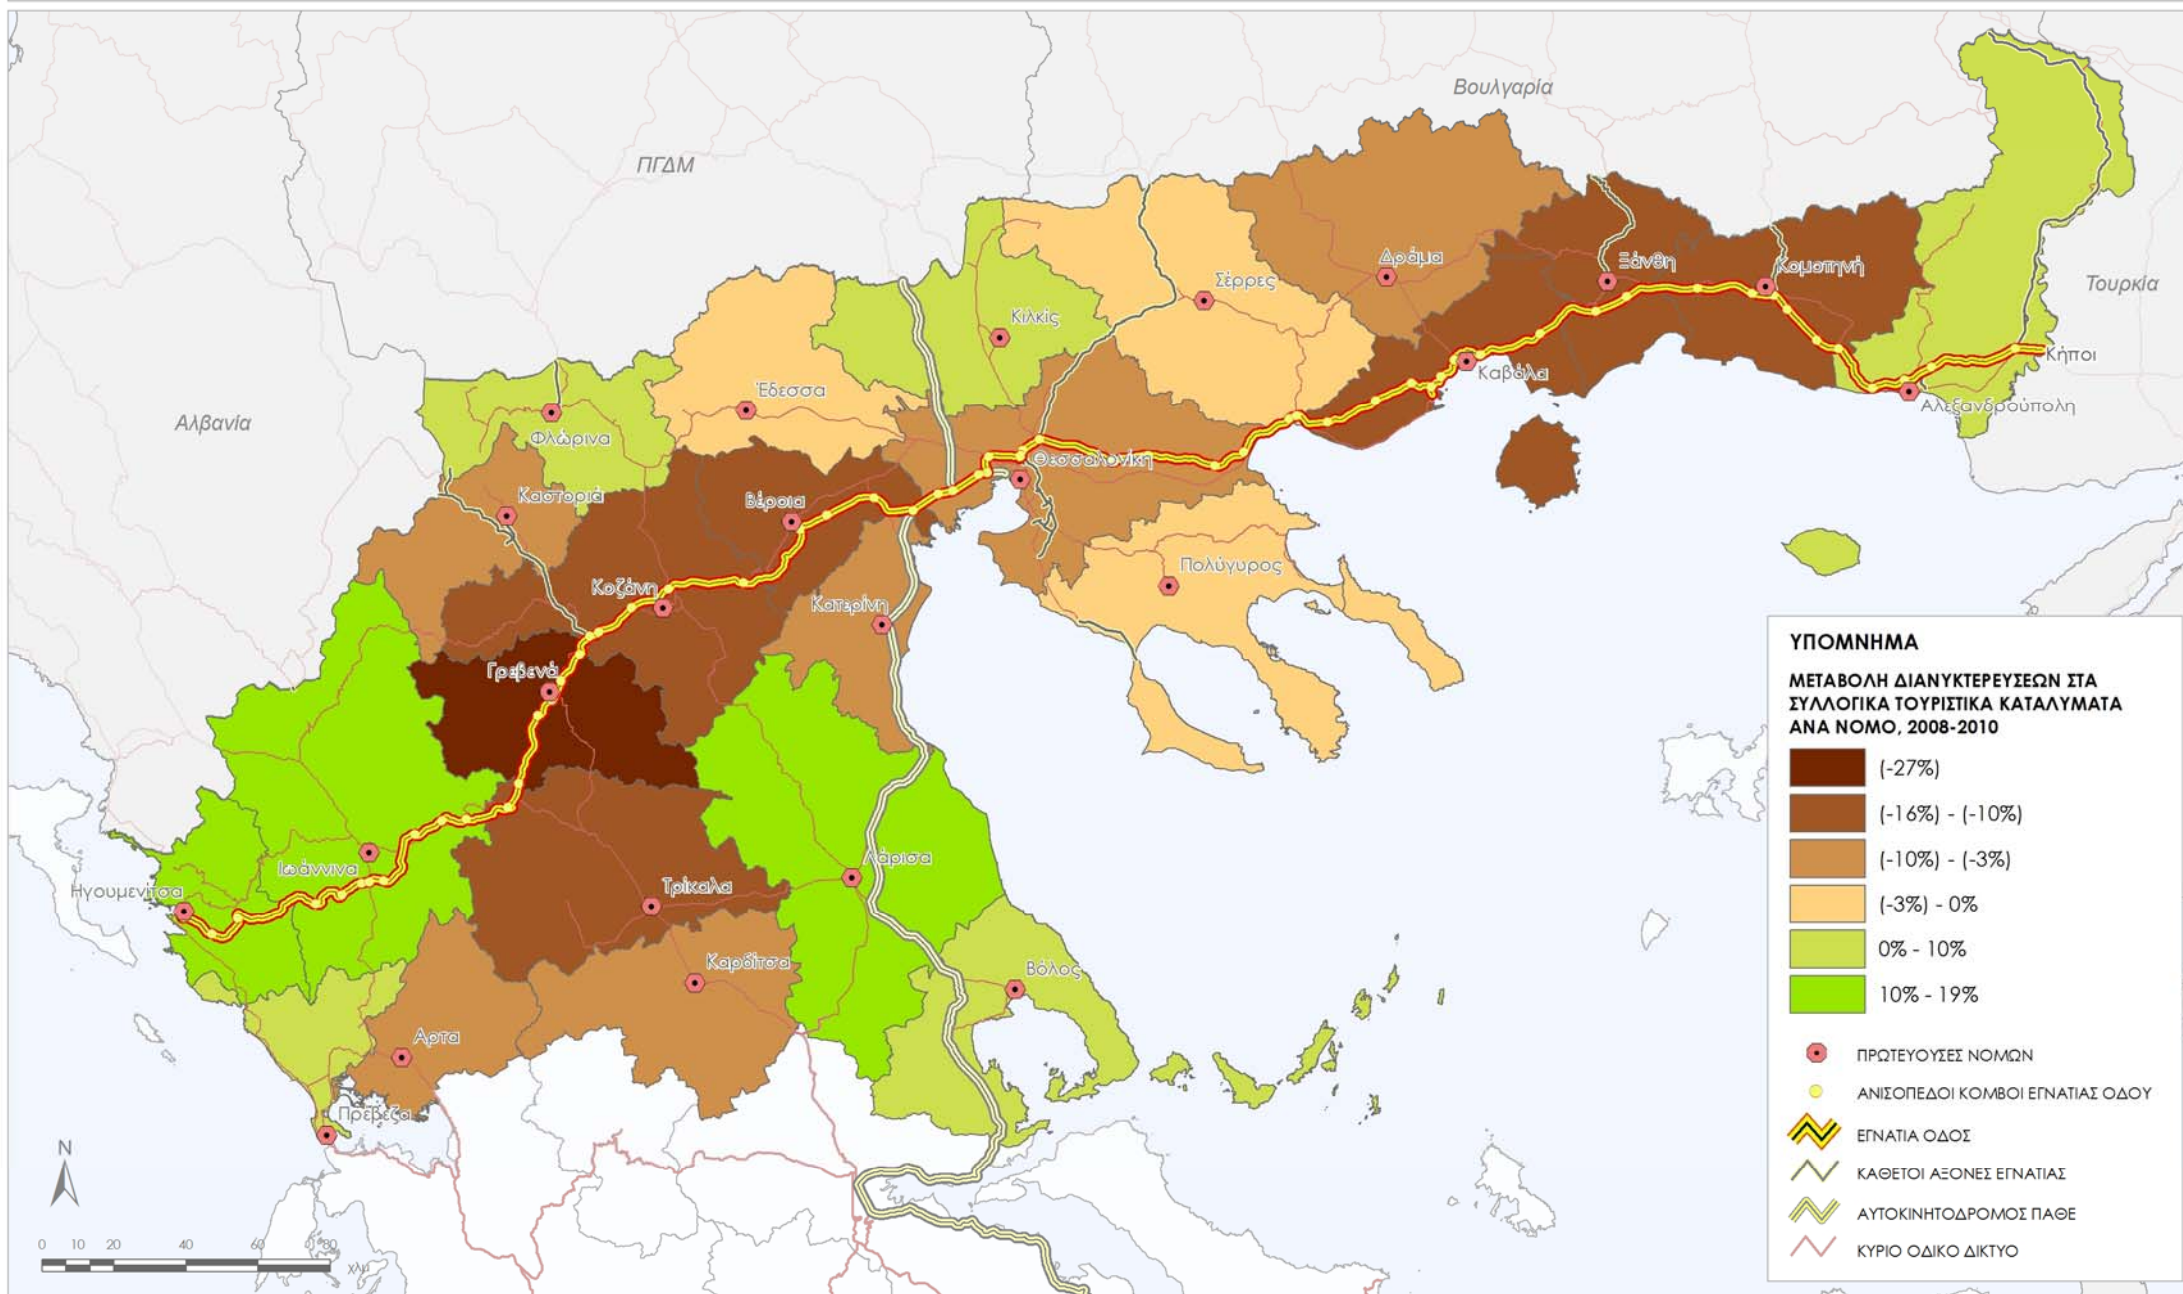 Βουλγαρία
ΠΓΔΜ
Τουρκία
Αλβανία
Δράμα
Ξάνθη
Κομοτηνή
Σέρρες
Κιλκίς
Κήποι
Καβάλα
Έδεσσα
Αλεξανδρούπολη
Φλώρινα
Θεσσαλονίκη
Καστοριά
Βέροια
Πολύγυρος
Κοζάνη
Κατερίνη
Γρεβενά
Λάρισα
Ιωάννινα
Ηγουμενίτσα
Τρίκαλα
Καρδίτσα
Βόλος
Αρτα
Πρέβεζα
N
0 10 20 40 60 80
χλμ
ΥΠΟΜΝΗΜΑ
ΜΕΤΑΒΟΛΗ ΔΙΑΝΥΚΤΕΡΕΥΣΕΩΝ ΣΤΑ
ΣΥΛΛΟΓΙΚΑ ΤΟΥΡΙΣΤΙΚΑ ΚΑΤΑΛΥΜΑΤΑ
ΑΝΑ ΝΟΜΟ, 2008-2010
(-27%)
(-16%) - (-10%)
(-10%) - (-3%)
(-3%) - 0%
0% - 10%
10% - 19%
ΠΡΩΤΕΥΟΥΣΕΣ ΝΟΜΩΝ
ΑΝΙΣΟΠΕΔΟΙ ΚΟΜΒΟΙ ΕΓΝΑΤΙΑΣ ΟΔΟΥ
ΕΓΝΑΤΙΑ ΟΔΟΣ
ΚΑΘΕΤΟΙ ΑΞΟΝΕΣ ΕΓΝΑΤΙΑΣ
ΑΥΤΟΚΙΝΗΤΟΔΡΟΜΟΣ ΠΑΘΕ
ΚΥΡΙΟ ΟΔΙΚΟ ΔΙΚΤΥΟ